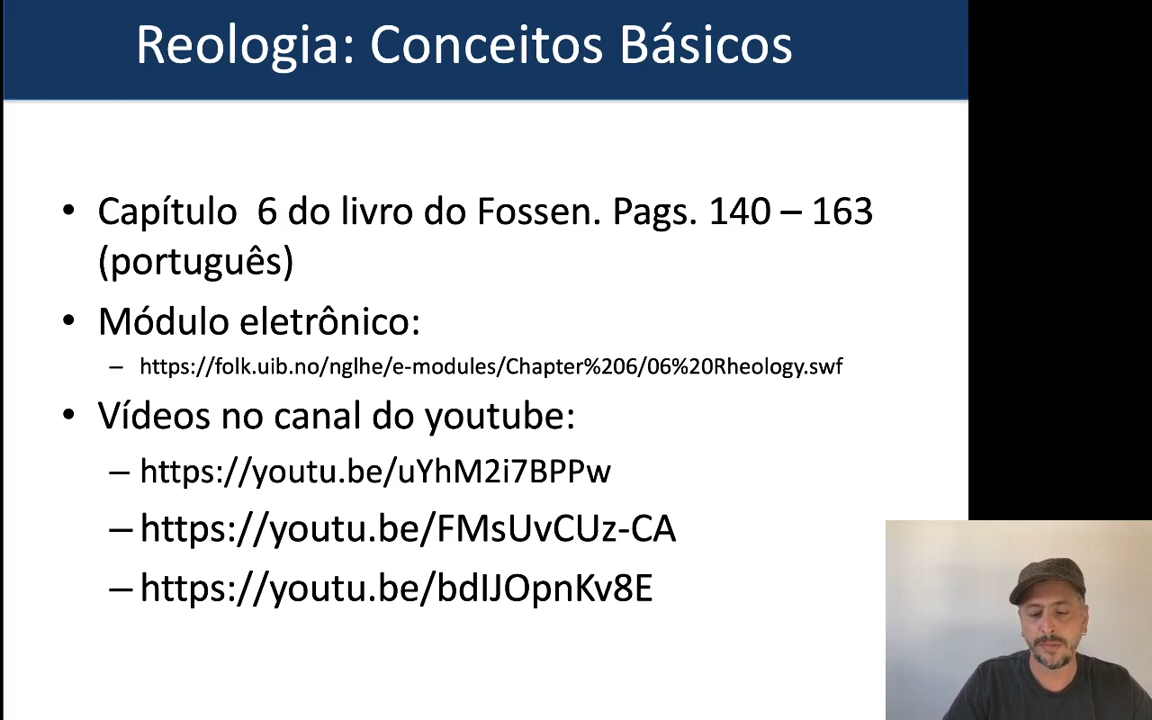 Reologia: Conceitos Básicos
• Capítulo 6 do livro do Fossen. Pags. 140 – 163
(português)
• Módulo eletrônico:
– https://folk.uib.no/nglhe/e-modules/Chapter%206/06%20Rheology.swf
• Vídeos no canal do youtube:
– https://youtu.be/uYhM2i7BPPw
– https://youtu.be/FMsUvCUz-CA
– https://youtu.be/bdIJOpnKv8E